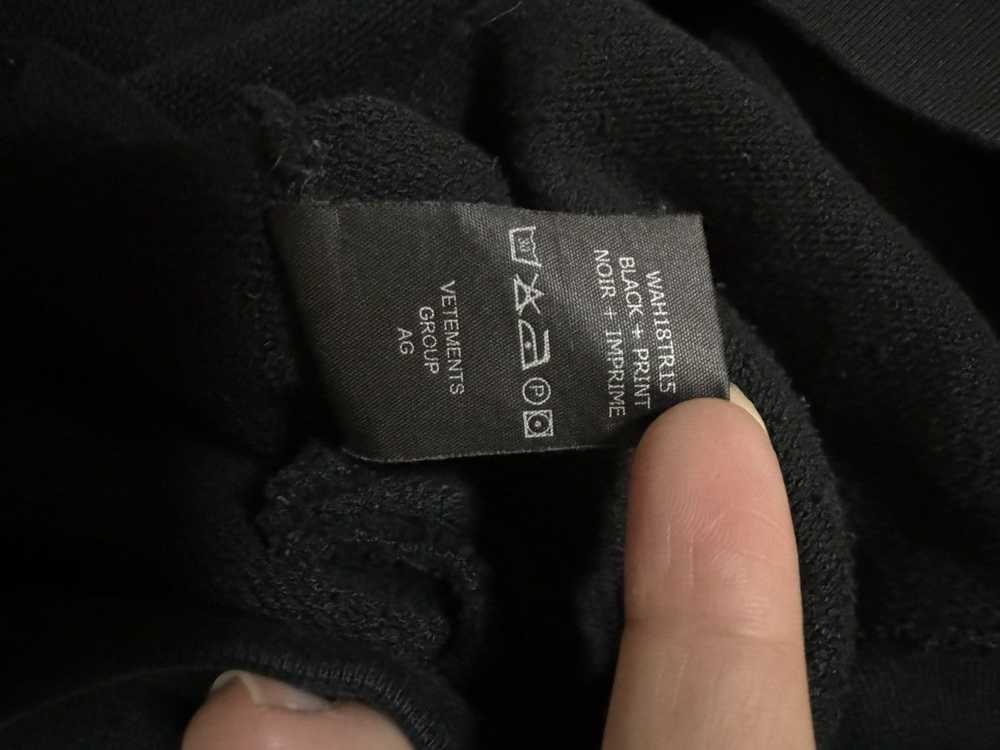 WAH18TR15
BLACK + PRINT
NOIR + IMPRIME
30
P
VETEMENTS
GROUP
AG